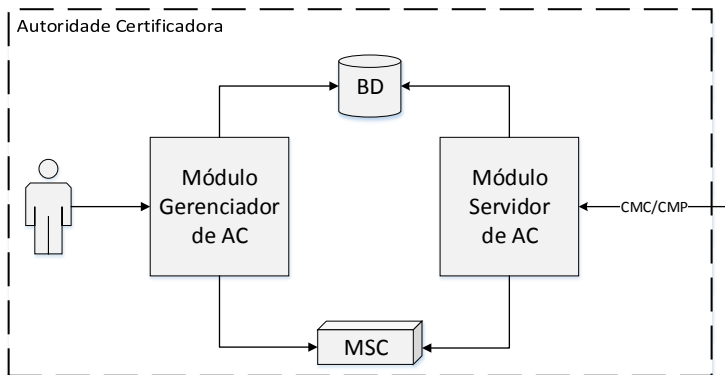 Autoridade Certificadora
BD
Módulo
Gerenciador
de AC
Módulo
Servidor
de AC
CMC/CMP
MSC